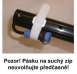 Pozor! Pásku na suchý zip
neuvolňujte předčasně!